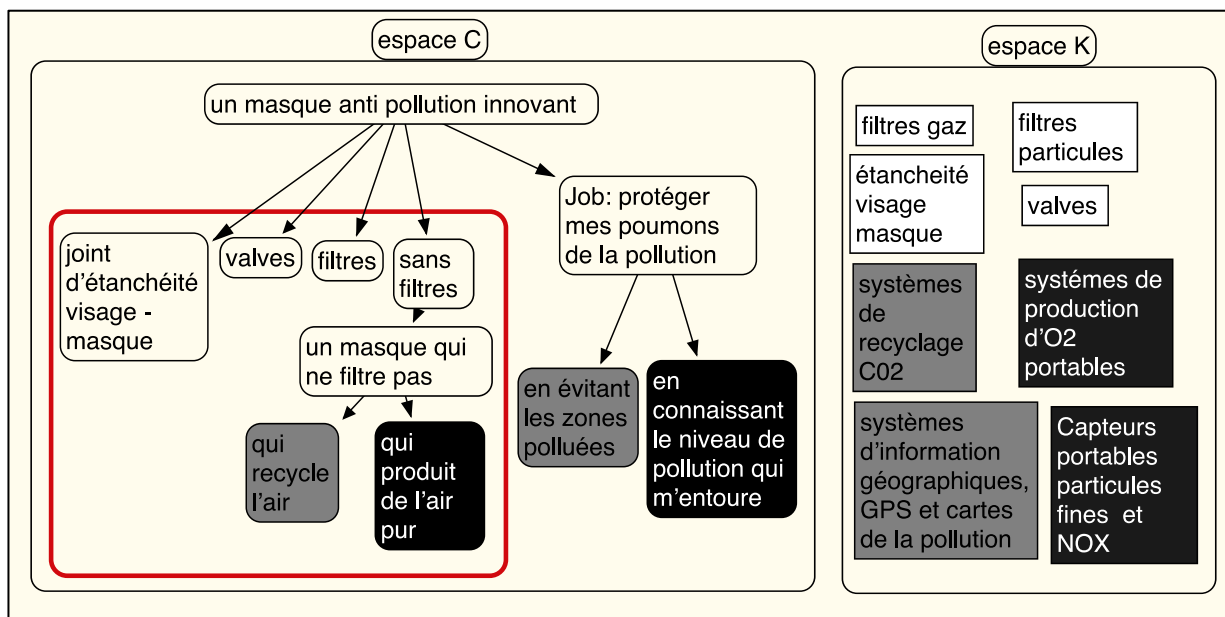 espace C
un masque anti pollution innovant
joint
d'étanchéité
visage -
masque
valves
filtres
sans
filtres
un masque qui
ne filtre pas
qui
recycle
l'air
qui
produit
de l'air
pur
Job: protéger
mes poumons
de la pollution
en évitant
les zones
polluées
en
connaissant
le niveau de
pollution qui
m'entoure
espace K
filtres gaz
filtres
particules
étancheité
visage
masque
valves
systèmes
de
recyclage
C02
systémes de
production
d'O2
portables
systèmes
d'information
géographiques,
GPS et cartes
de la pollution
Capteurs
portables
particules
fines et
NOX